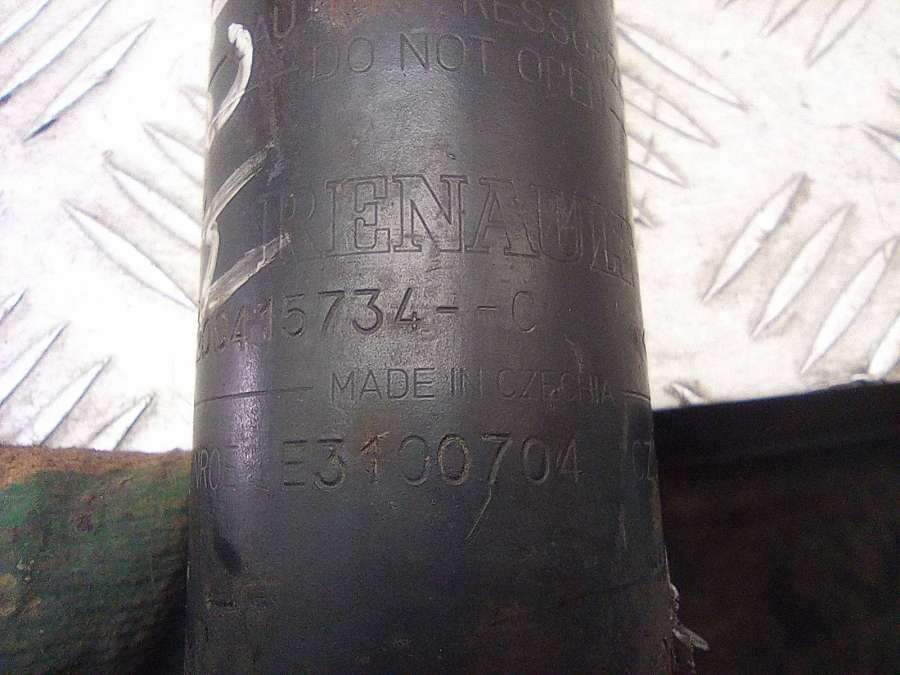 DO NOT OPEN
RENAULT
415734--C
MADE IN CZECHIA
E3100704